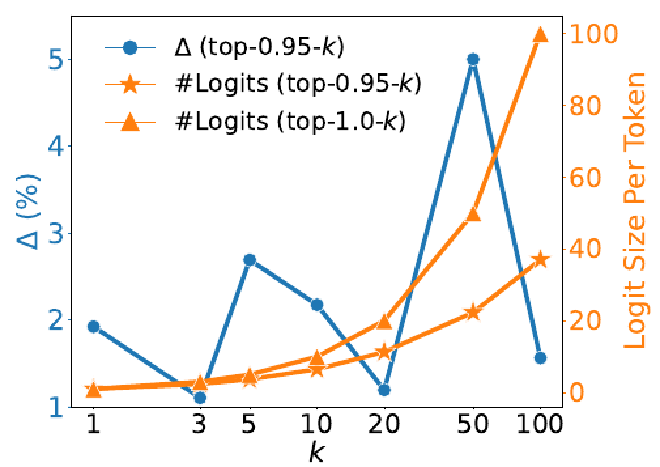 Δ (top-0.95-k)
#Logits (top-0.95-k)
#Logits (top-1.0-k)
5
4
3
2
1
Δ (%)
100
80
60
40
20
0
Logit Size Per Token
1 3 5 10 20 50 100
k